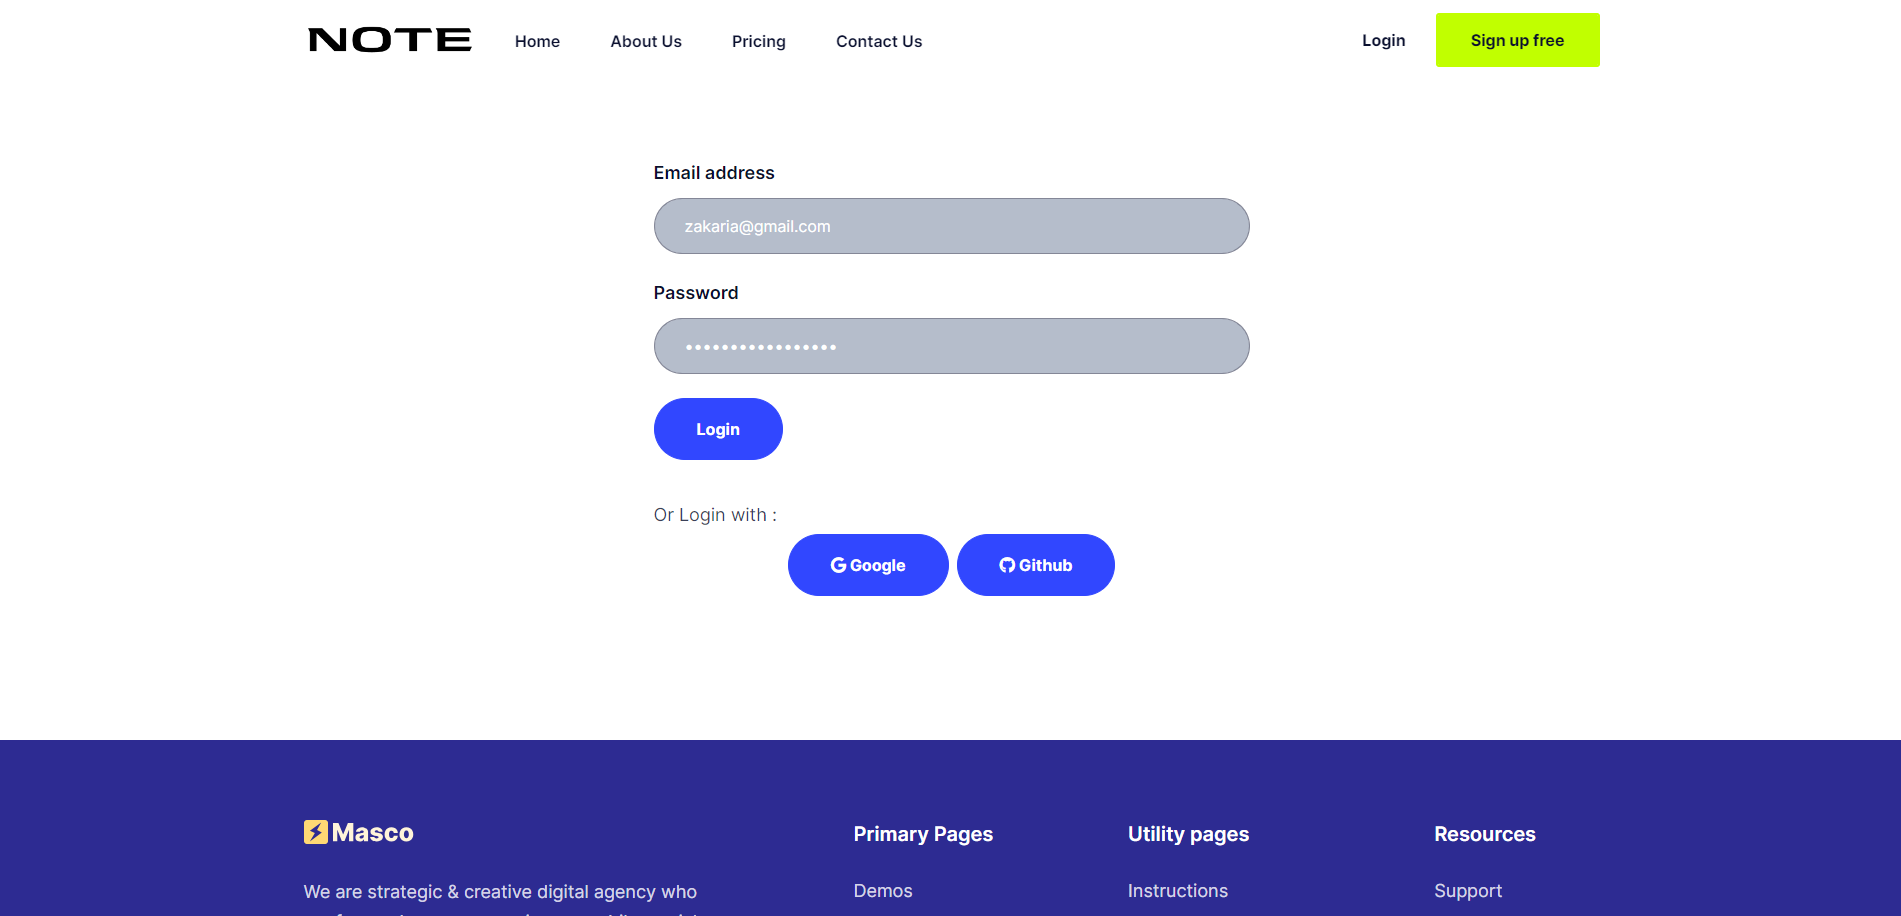 NOTE Home About Us Pricing Contact Us Login Sign up free
Email address
zakaria@gmail.com
Password
•••••••••••••••••
Login
Or Login with :
Google Github
Masco
We are strategic & creative digital agency who
Primary Pages
Demos
Utility pages
Instructions
Resources
Support